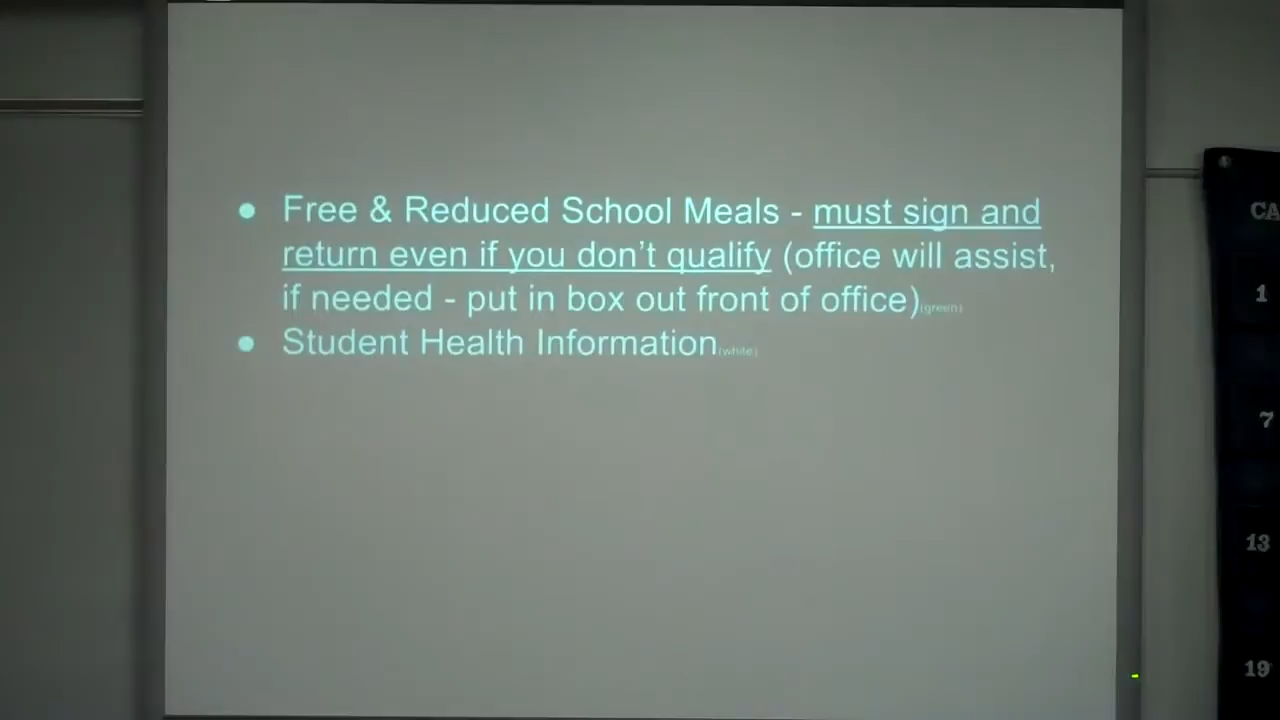 ● Free & Reduced School Meals - must sign and
return even if you don't qualify (office will assist,
if needed - put in box out front of office)(green)
● Student Health Information(white)
CA
1
7
13
19